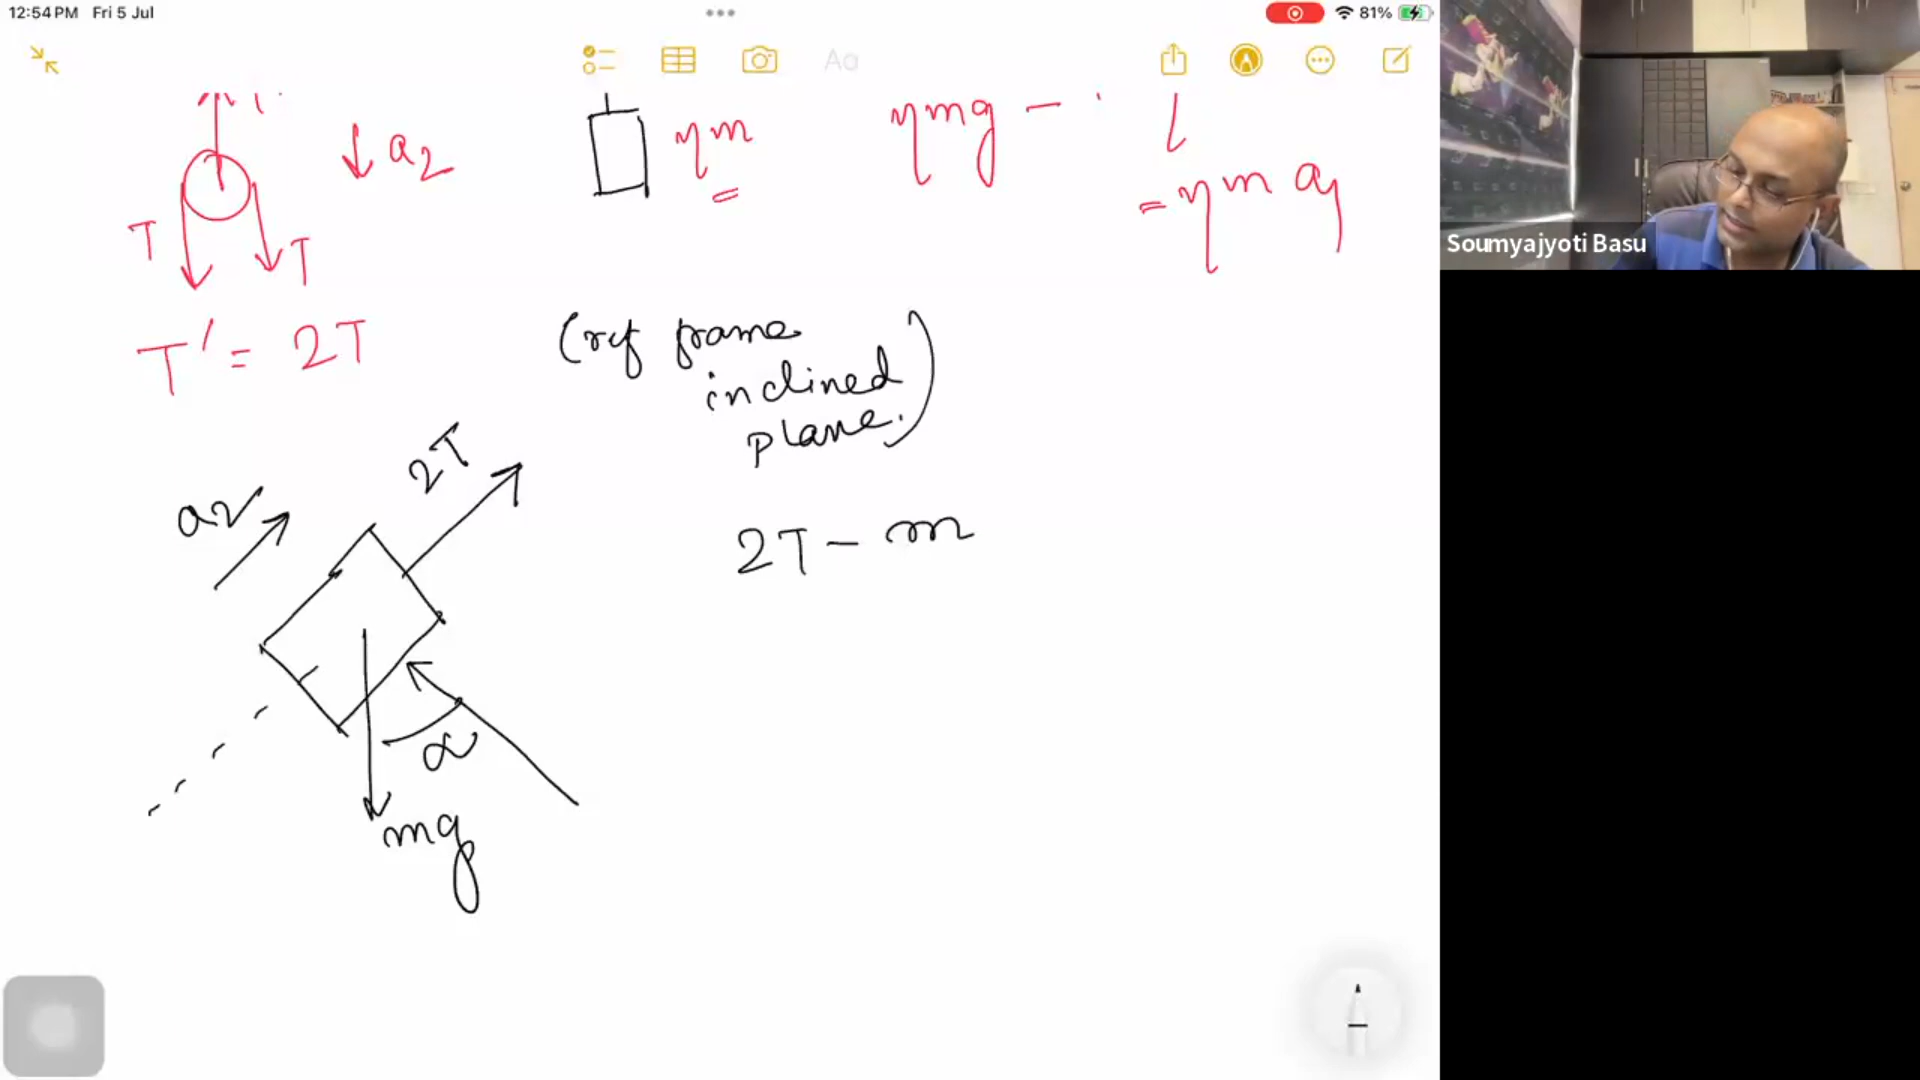 12:54 PM Fri 5 Jul
81%
Aa
a2
ηm
ηmg -
= ηm a1
T
T
T' = 2T
(ref frame
inclined
plane.)
2T
a2
2T - m
α
mg
Soumyajyoti Basu